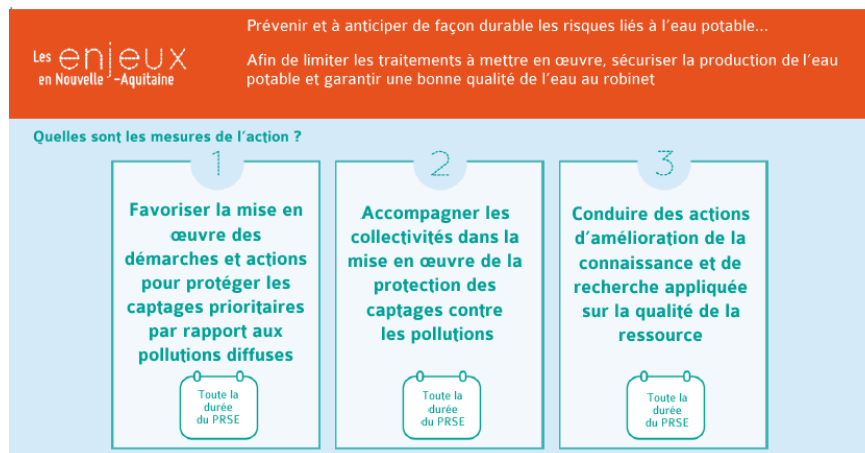 Les enjeux
en Nouvelle-Aquitaine
Prévenir et à anticiper de façon durable les risques liés à l'eau potable...
Afin de limiter les traitements à mettre en œuvre, sécuriser la production de l'eau
potable et garantir une bonne qualité de l'eau au robinet
Quelles sont les mesures de l'action ?
1
Favoriser la mise en
œuvre des
démarches et actions
pour protéger les
captages prioritaires
par rapport aux
pollutions diffuses
Toute la
durée
du PRSE
2
Accompagner les
collectivités dans la
mise en œuvre de la
protection des
captages contre
les pollutions
Toute la
durée
du PRSE
3
Conduire des actions
d'amélioration de la
connaissance et de
recherche appliquée
sur la qualité de la
ressource
Toute la
durée
du PRSE